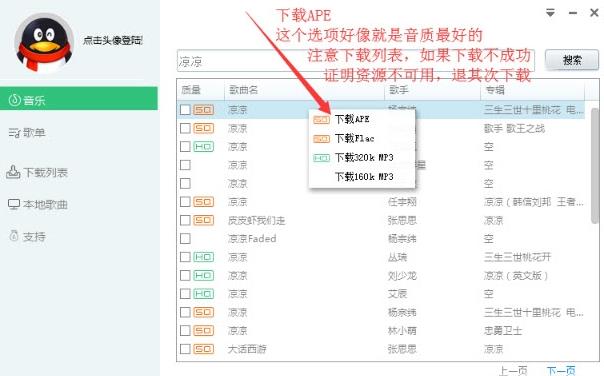 下载APE
这个选项好像就是音质最好的
注意下载列表，如果下载不成功
证明资源不可用，退其次下载
点击头像登陆!
凉凉 搜索
音乐
歌单
下载列表
本地歌曲
支持
质量 歌曲名 歌手 专辑
SQ 凉凉 杨宗纬 三生三世十里桃花 电...
SQ 凉凉 歌手 歌王之战
HQ 凉凉 空
凉凉 星 空
凉凉 空
SQ 凉凉 任宇翔 凉凉（韩信刘邦 王者...
SQ 皮皮虾我们走 张思思 凉凉
凉凉Faded 杨宗纬 空
HQ 凉凉 丛瑞 三生三世桃花开
HQ 凉凉 刘少龙 凉凉（英文版）
HQ 凉凉 艾辰 空
SQ 凉凉 杨宗纬 三生三世十里桃花 电...
SQ 凉凉 林小萌 忠勇卫士
SQ 大话西游 张思思 凉凉
SQ 下载APE
SQ 下载Flac
HQ 下载320k MP3
下载160k MP3
上一页 下一页